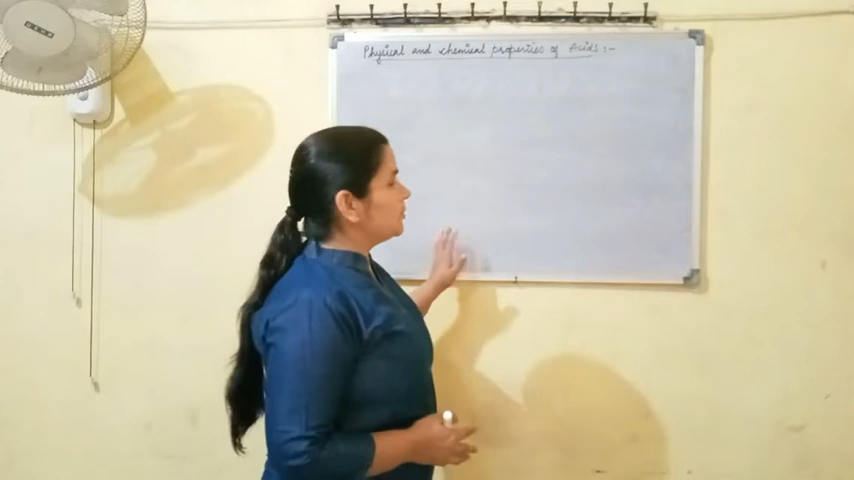 Physical and chemical properties of Acids :-